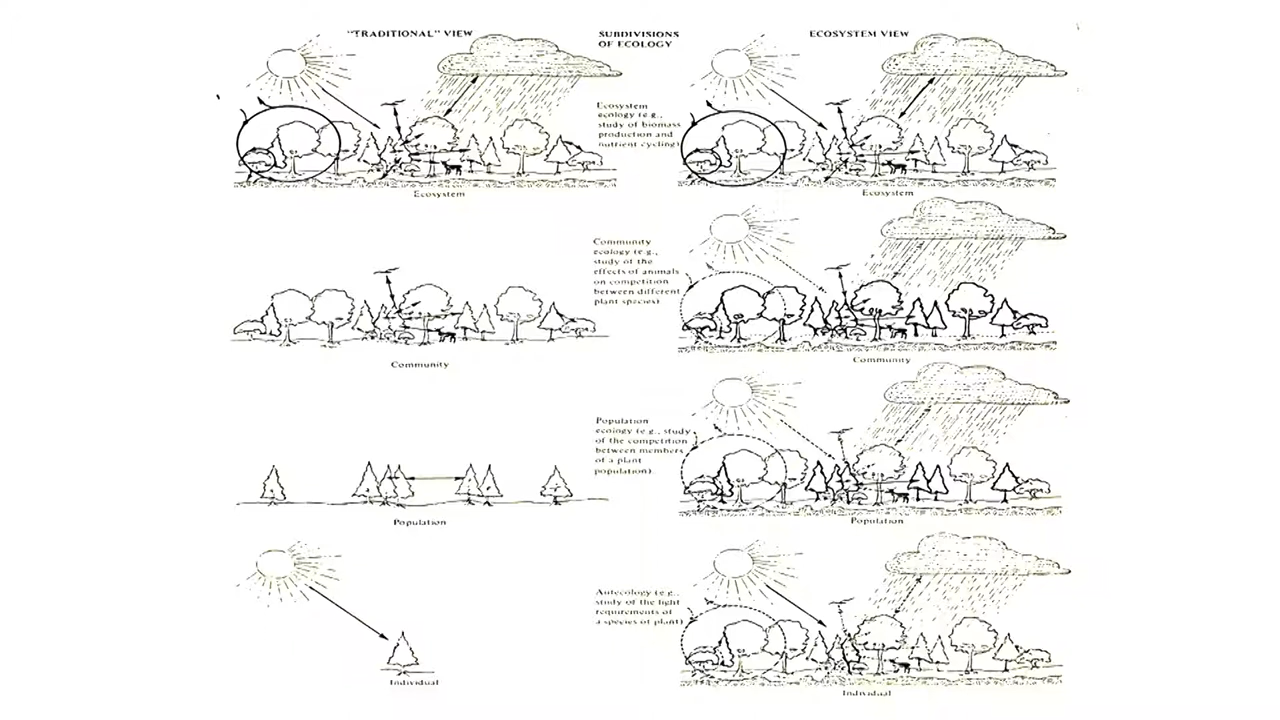 "TRADITIONAL" VIEW
SUBDIVISIONS
OF ECOLOGY
ECOSYSTEM VIEW
Ecosystem
ecology (e.g.,
study of biomass
production and
nutrient cycling)
Ecosystem
Ecosystem
Community
ecology (e.g.,
study of the
effects of animals
on competition
between different
plant species)
Community
Community
Population
ecology (e.g., study
of the competition
between members
of a plant
population)
Population
Population
Autecology (e.g.,
study of the light
requirements of
a species of plant)
Individual
Individual